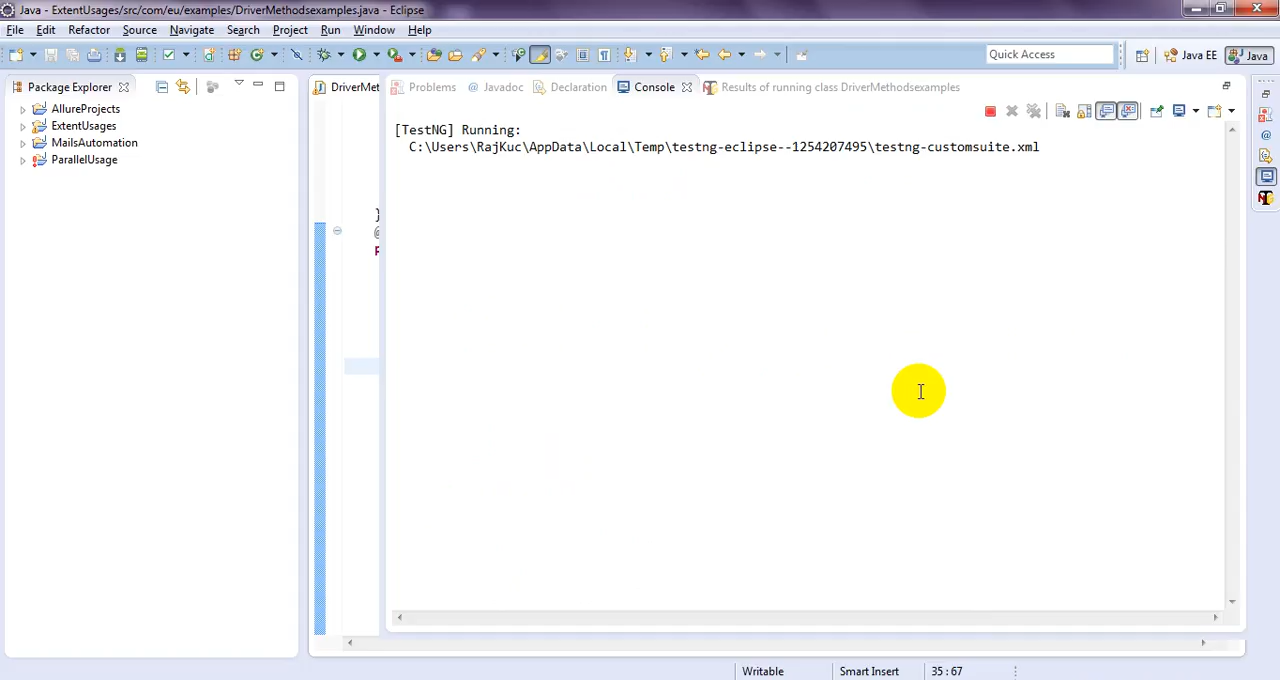 Java - ExtentUsages/src/com/eu/examples/DriverMethodsexamples.java - Eclipse
File Edit Refactor Source Navigate Search Project Run Window Help
Quick Access Java EE Java
Package Explorer DriverMet Problems @ Javadoc Declaration Console Results of running class DriverMethodsexamples
AllureProjects
ExtentUsages
MailsAutomation
ParallelUsage
[TestNG] Running:
C:\Users\RajKuc\AppData\Local\Temp\testng-eclipse--1254207495\testng-customsuite.xml
}
Writable Smart Insert 35 : 67